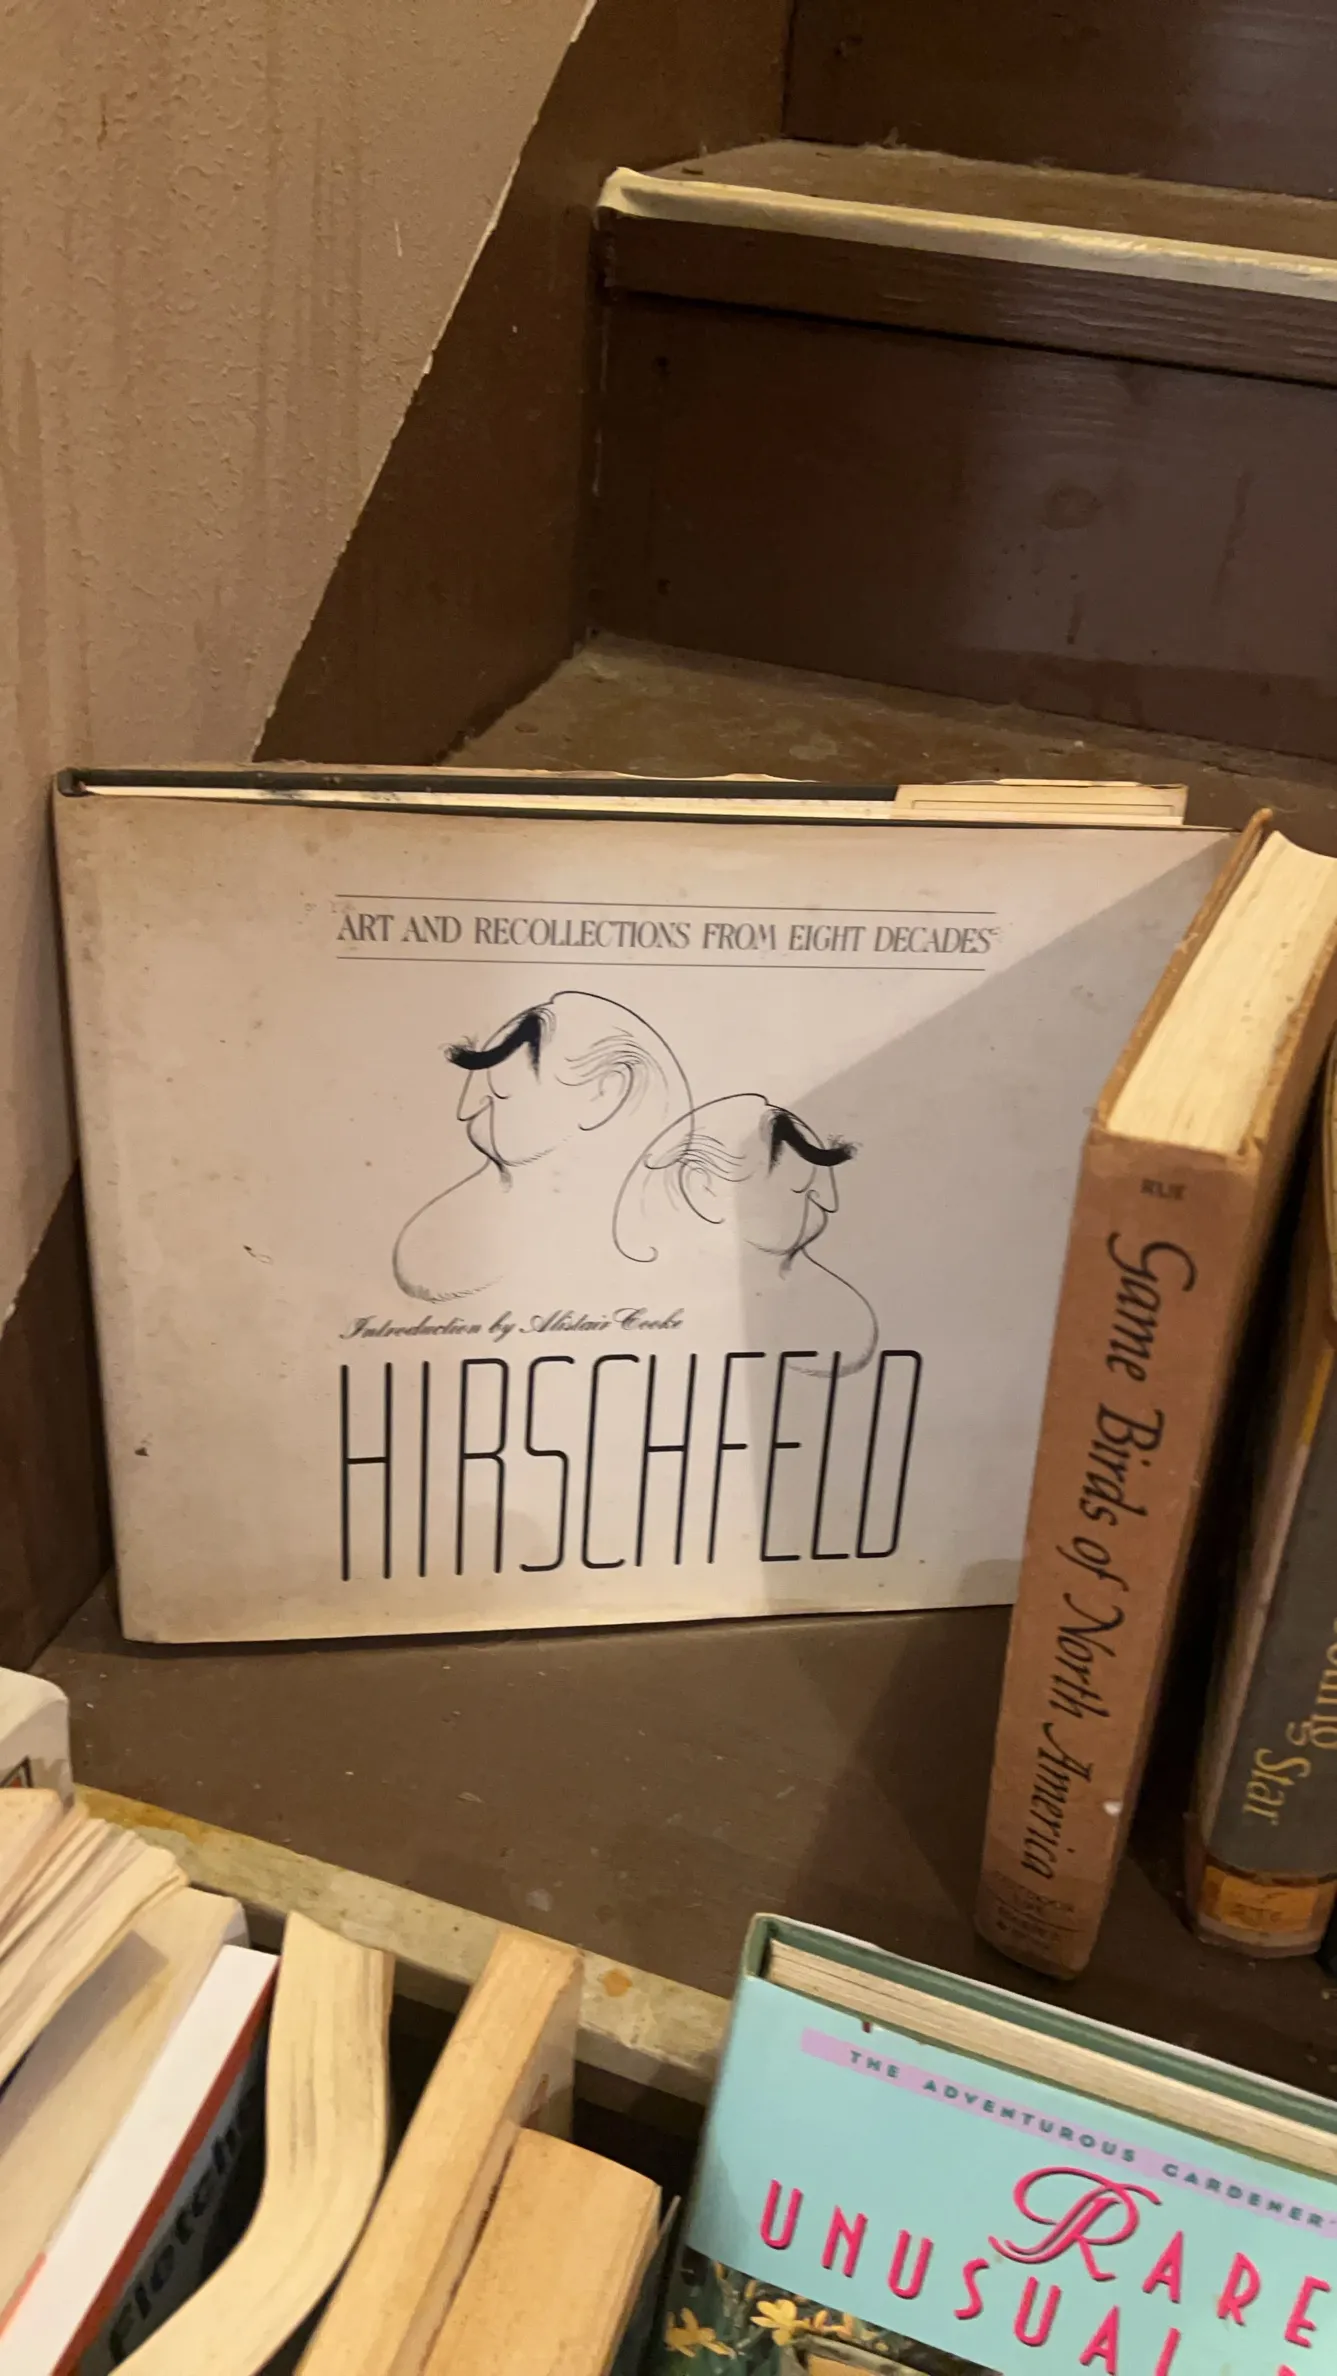 ART AND RECOLLECTIONS FROM EIGHT DECADES
Introduction by Alistair Cooke
HIRSCHFELD
RUE
Game Birds of North America
Star
THE ADVENTUROUS GARDENER'
RARE
UNUSUAL